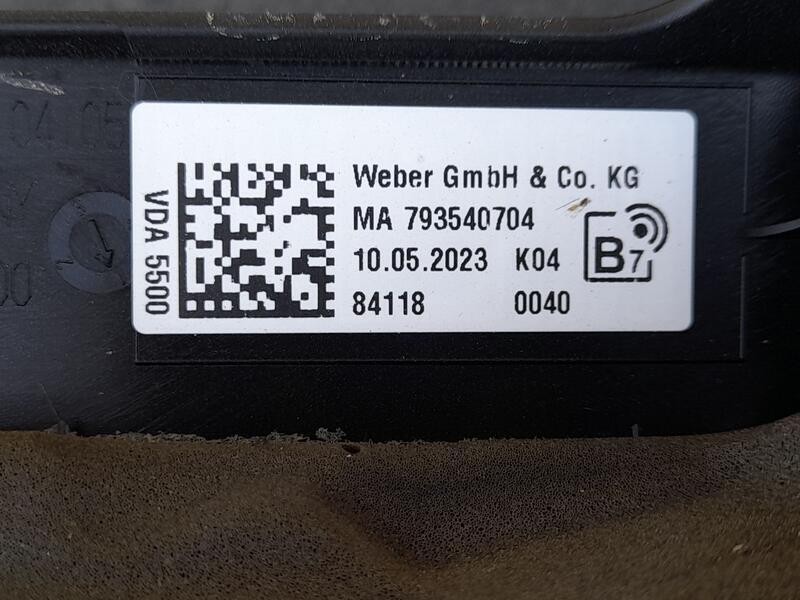 VDA 5500
Weber GmbH & Co. KG
MA 793540704
10.05.2023 K04
84118 0040
B7